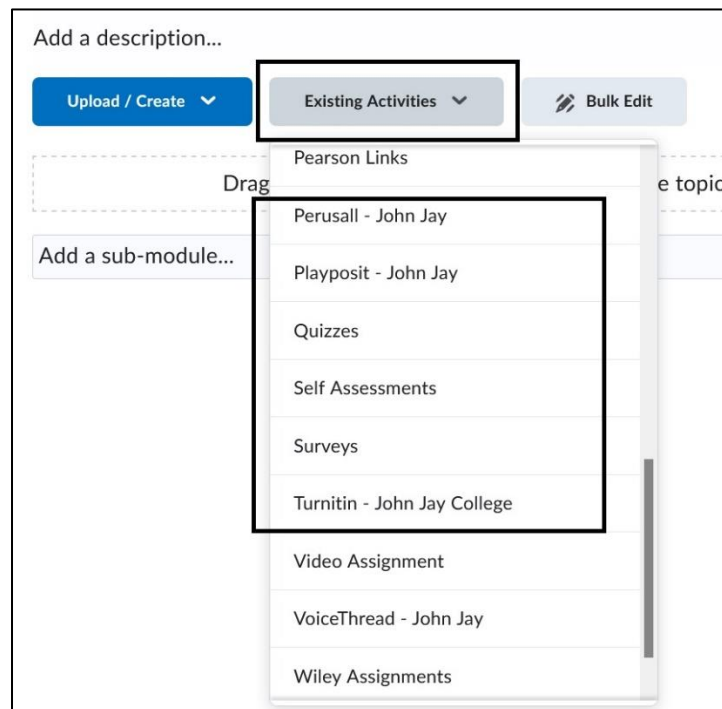 Add a description...
Upload / Create
Existing Activities
Bulk Edit
Pearson Links
Drag
e topic
Perusall - John Jay
Add a sub-module...
Playposit - John Jay
Quizzes
Self Assessments
Surveys
Turnitin - John Jay College
Video Assignment
VoiceThread - John Jay
Wiley Assignments